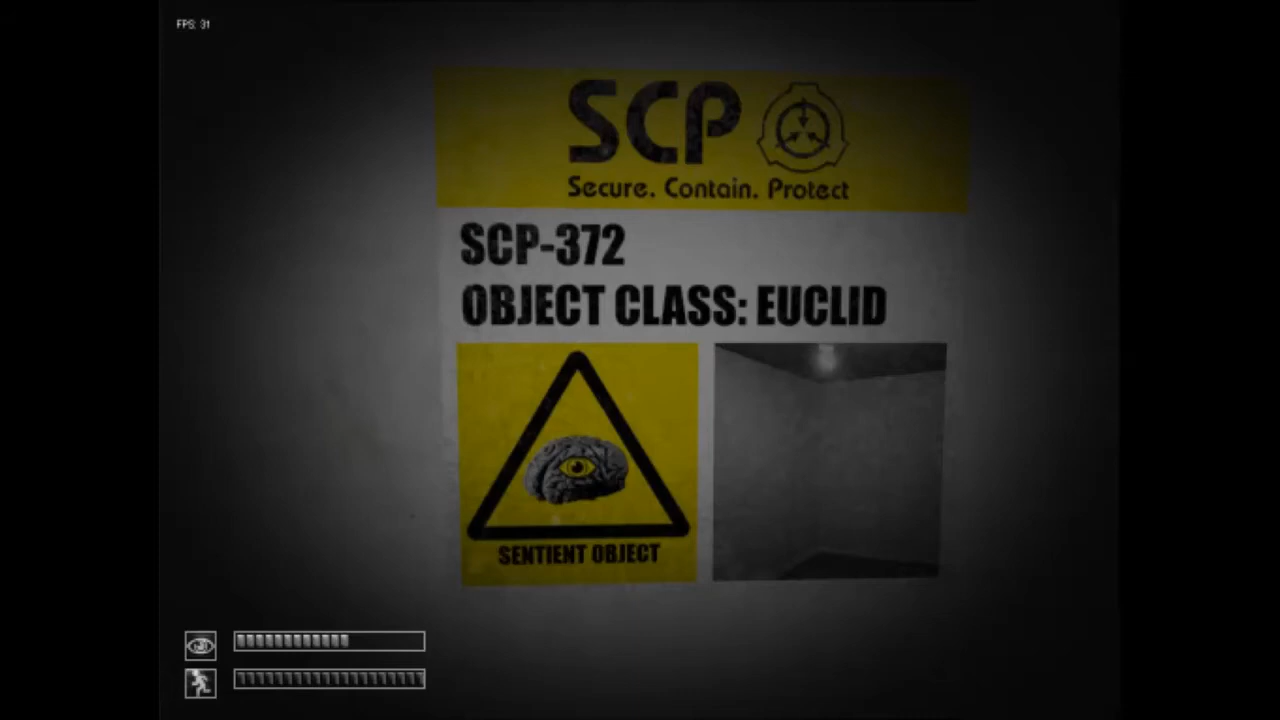 FPS: 31
SCP
Secure. Contain. Protect
SCP-372
OBJECT CLASS: EUCLID
SENTIENT OBJECT